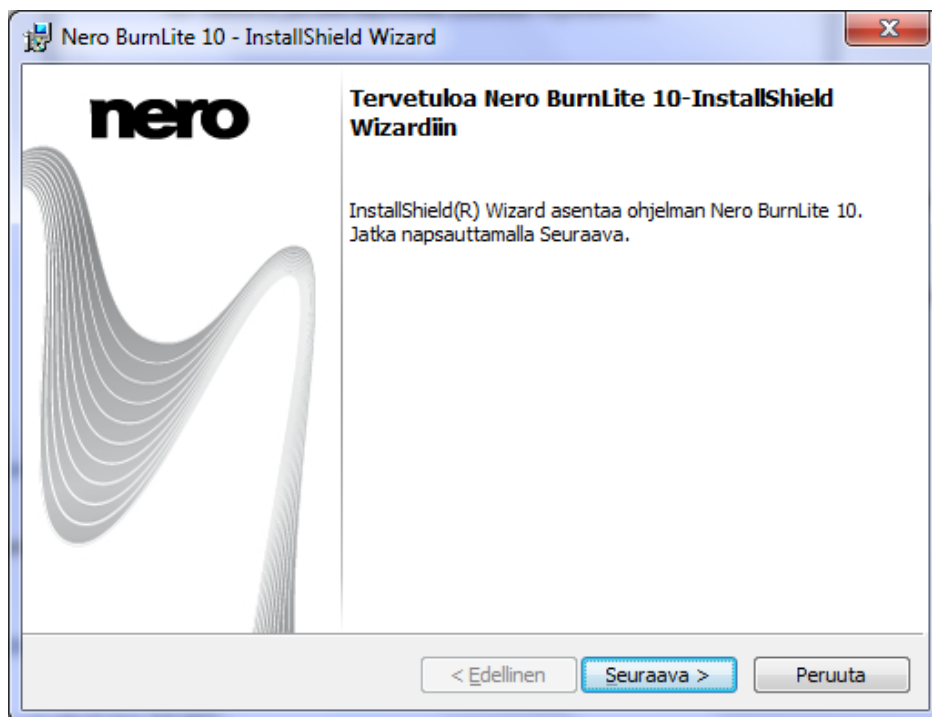 Nero BurnLite 10 - InstallShield Wizard
nero
Tervetuloa Nero BurnLite 10-InstallShield
Wizardiin
InstallShield(R) Wizard asentaa ohjelman Nero BurnLite 10.
Jatka napsauttamalla Seuraava.
< Edellinen
Seuraava >
Peruuta